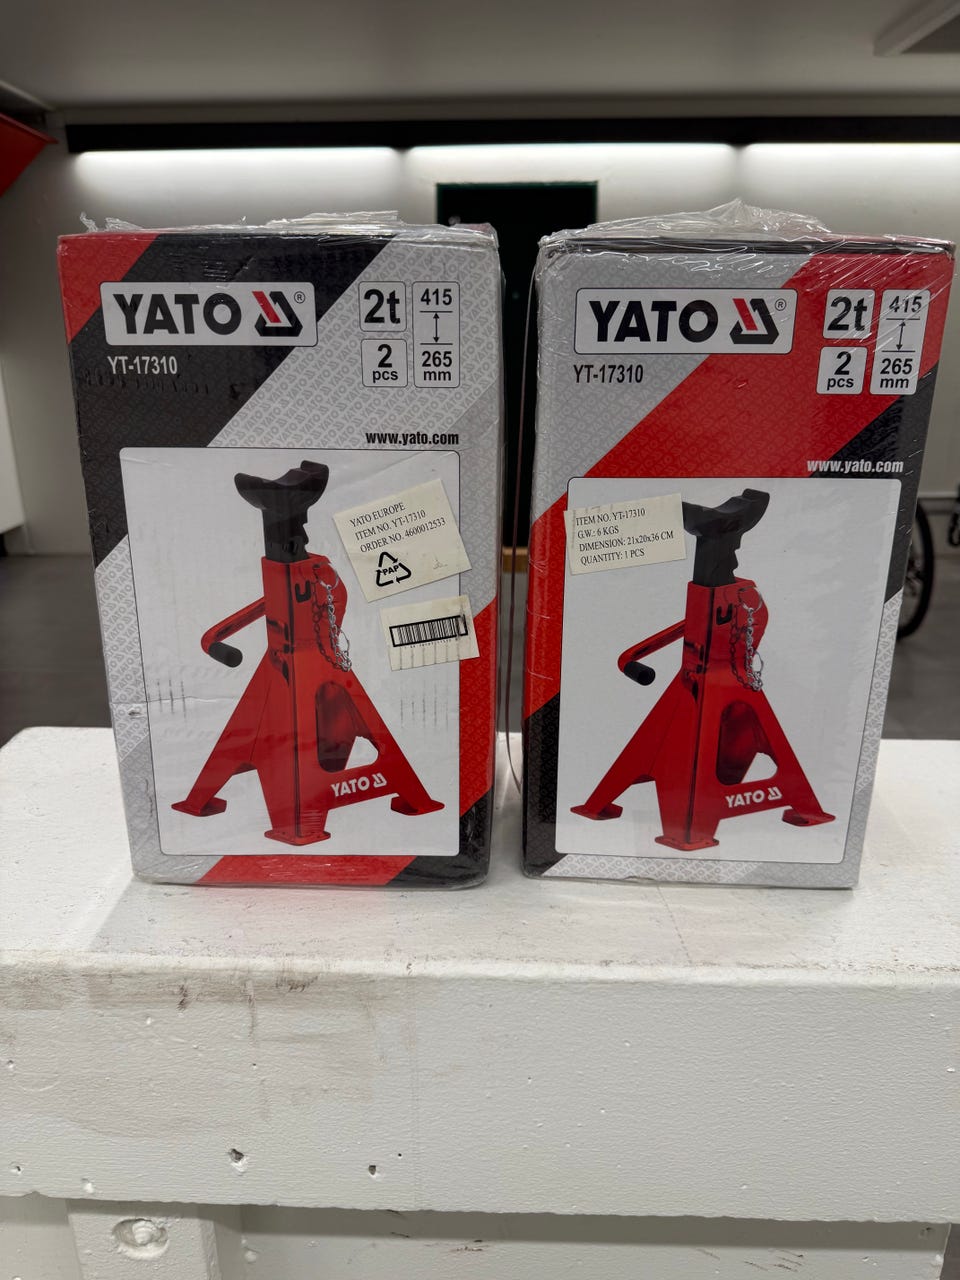 YATO ®
YT-17310
2t
2
pcs
415
265
mm
www.yato.com
YATO EUROPE
ITEM NO. YT-17310
ORDER NO. 4600012533
PAP
YATO
YATO ®
YT-17310
2t
2
pcs
415
265
mm
www.yato.com
ITEM NO. YT-17310
G.W.: 6 KGS
DIMENSION: 21x20x36 CM
QUANTITY: 1 PCS
YATO